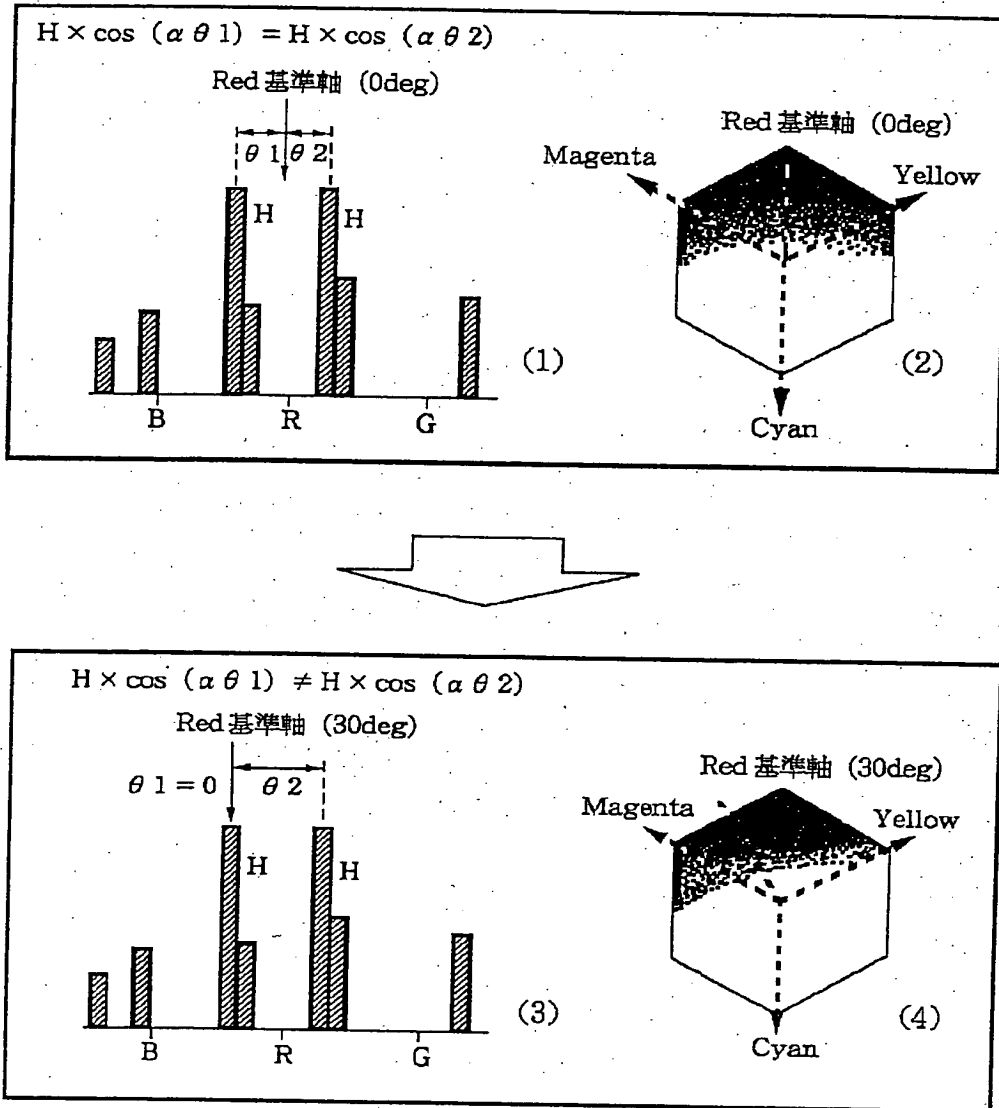 H × cos (α θ 1) = H × cos (α θ 2)
Red 基準軸 (0deg)
θ 1 θ 2
H H
B R G
(1)
Red 基準軸 (0deg)
Magenta
Yellow
Cyan
(2)
H × cos (α θ 1) ≠ H × cos (α θ 2)
Red 基準軸 (30deg)
θ 1 = 0 θ 2
H H
B R G
(3)
Red 基準軸 (30deg)
Magenta
Yellow
Cyan
(4)